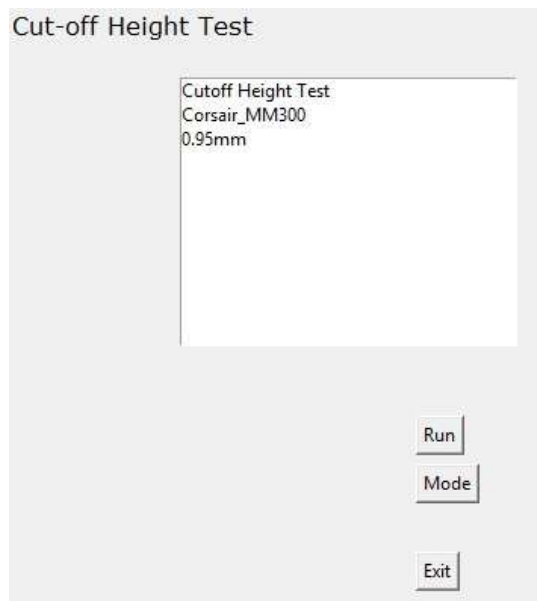 Cut-off Height Test
Cutoff Height Test
Corsair_MM300
0.95mm
Run
Mode
Exit